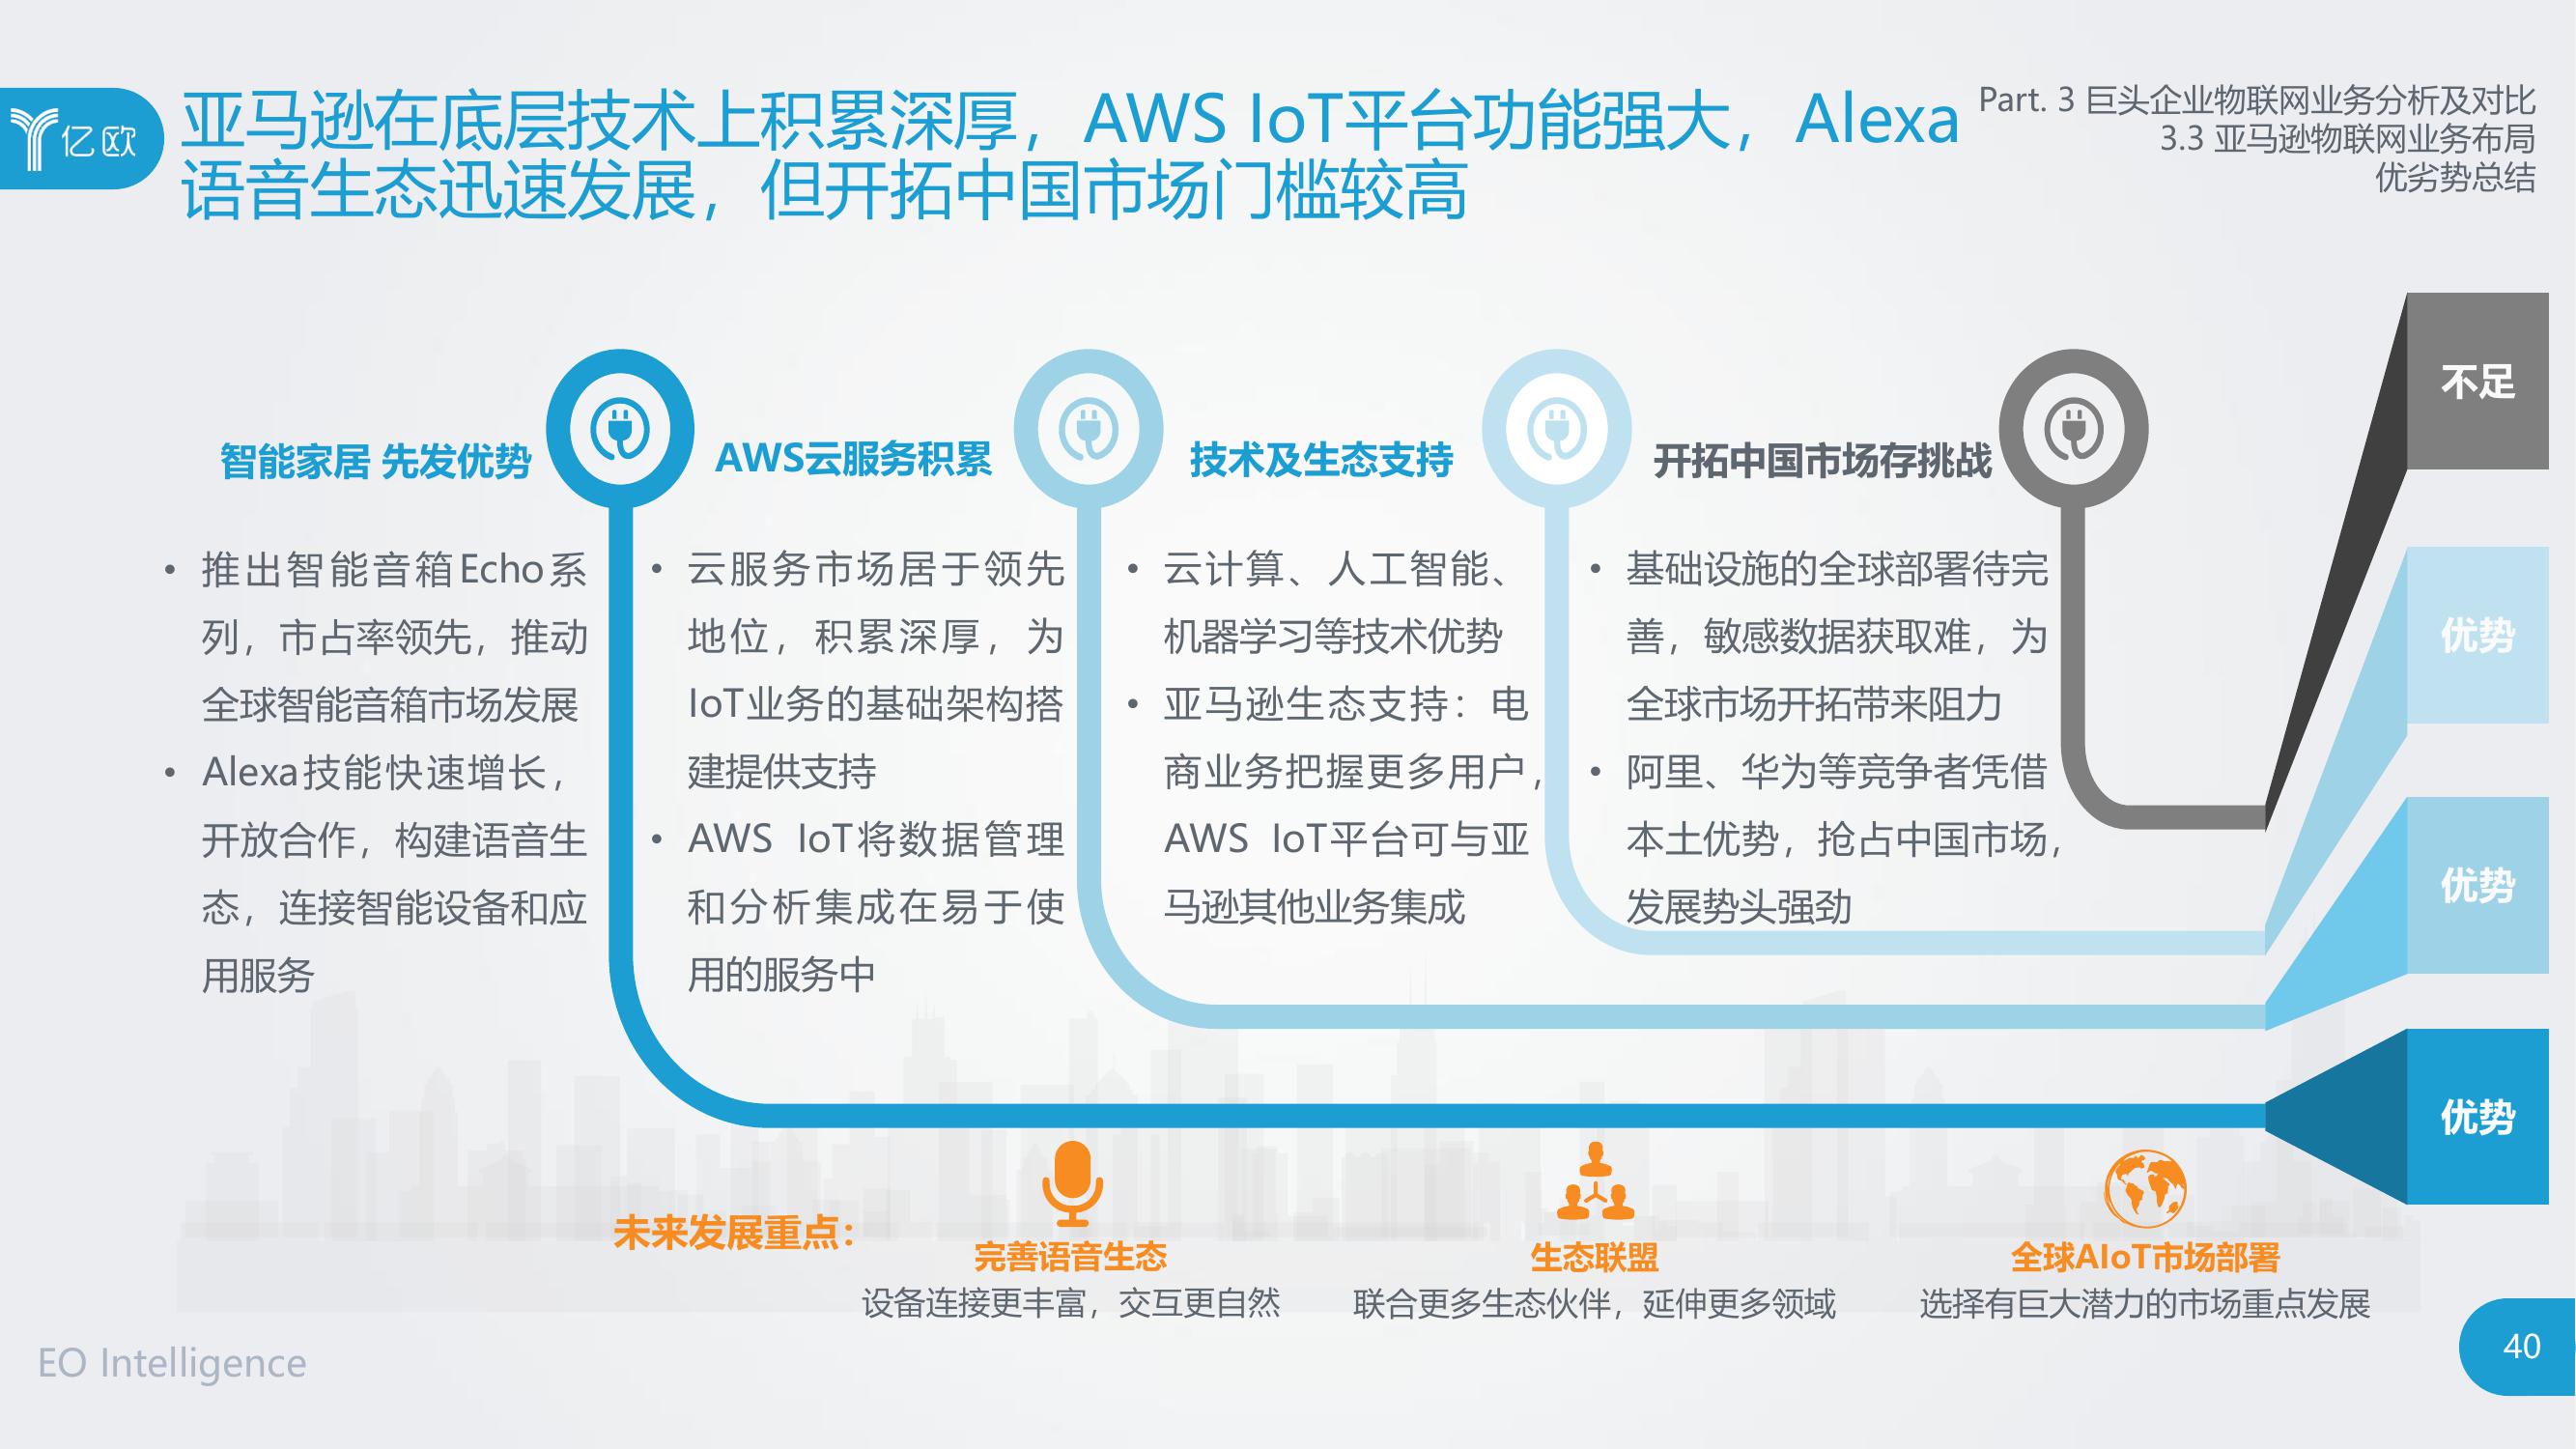 亿欧
亚马逊在底层技术上积累深厚，AWS IoT平台功能强大，Alexa
语音生态迅速发展，但开拓中国市场门槛较高
Part. 3 巨头企业物联网业务分析及对比
3.3 亚马逊物联网业务布局
优劣势总结
智能家居 先发优势
• 推出智能音箱Echo系
列，市占率领先，推动
全球智能音箱市场发展
• Alexa技能快速增长，
开放合作，构建语音生
态，连接智能设备和应
用服务
AWS云服务积累
• 云服务市场居于领先
地位，积累深厚，为
IoT业务的基础架构搭
建提供支持
• AWS IoT将数据管理
和分析集成在易于使
用的服务中
技术及生态支持
• 云计算、人工智能、
机器学习等技术优势
• 亚马逊生态支持：电
商业务把握更多用户，
AWS IoT平台可与亚
马逊其他业务集成
开拓中国市场存挑战
• 基础设施的全球部署待完
善，敏感数据获取难，为
全球市场开拓带来阻力
• 阿里、华为等竞争者凭借
本土优势，抢占中国市场，
发展势头强劲
不足
优势
优势
优势
未来发展重点：
完善语音生态
设备连接更丰富，交互更自然
生态联盟
联合更多生态伙伴，延伸更多领域
全球AIoT市场部署
选择有巨大潜力的市场重点发展
EO Intelligence
40